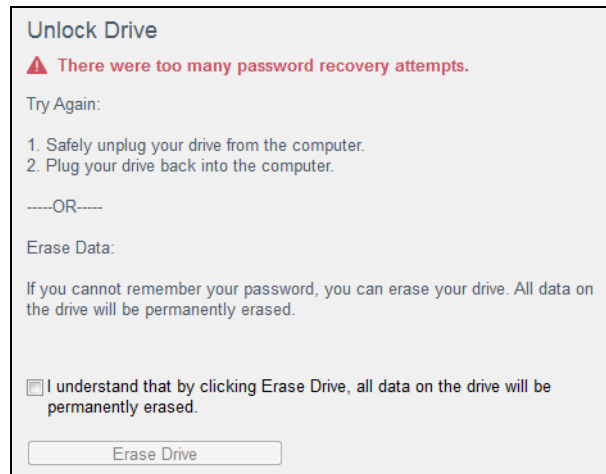 Unlock Drive
There were too many password recovery attempts.
Try Again:
1. Safely unplug your drive from the computer.
2. Plug your drive back into the computer.
-----OR-----
Erase Data:
If you cannot remember your password, you can erase your drive. All data on
the drive will be permanently erased.
I understand that by clicking Erase Drive, all data on the drive will be
permanently erased.
Erase Drive